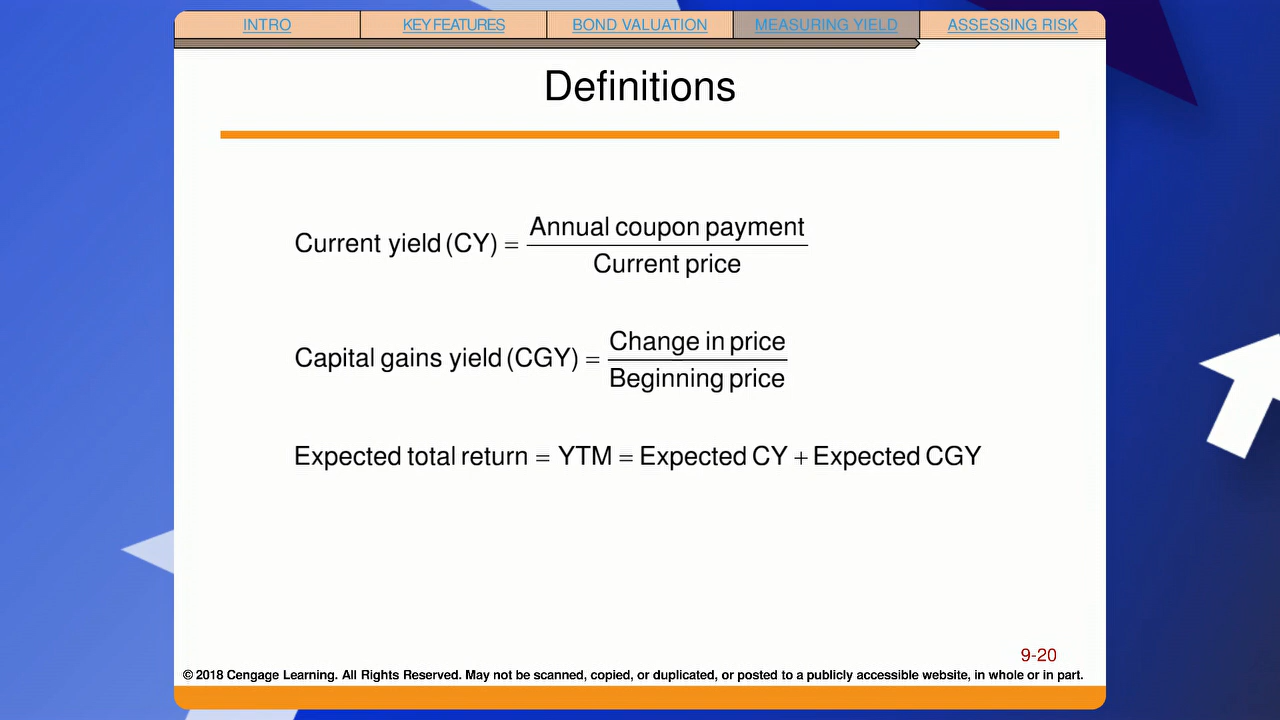 INTRO KEY FEATURES BOND VALUATION MEASURING YIELD ASSESSING RISK
Definitions
Current yield (CY) = Annual coupon payment / Current price
Capital gains yield (CGY) = Change in price / Beginning price
Expected total return = YTM = Expected CY + Expected CGY
9-20
© 2018 Cengage Learning. All Rights Reserved. May not be scanned, copied, or duplicated, or posted to a publicly accessible website, in whole or in part.